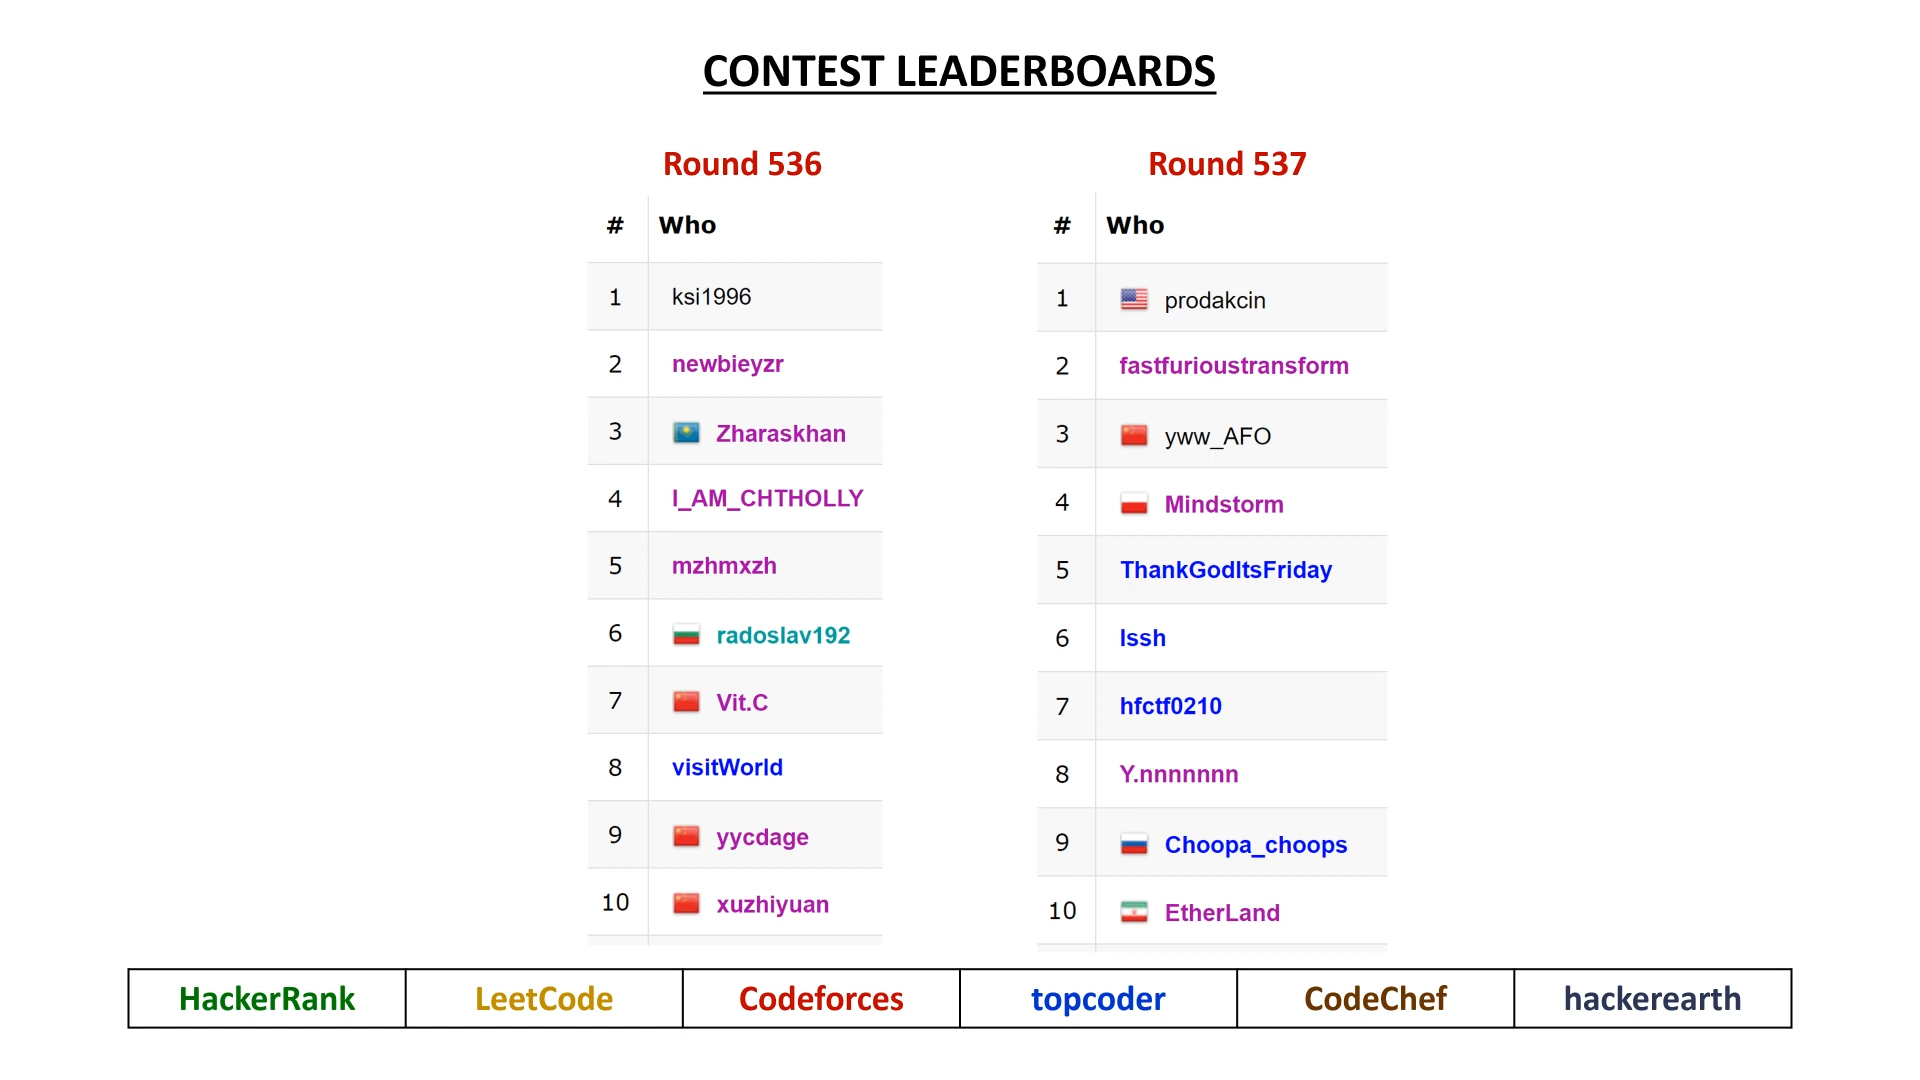 CONTEST LEADERBOARDS
Round 536
# Who
1 ksi1996
2 newbieyzr
3 Zharaskhan
4 I_AM_CHTHOLLY
5 mzhmxzh
6 radoslav192
7 Vit.C
8 visitWorld
9 yycdage
10 xuzhiyuan
Round 537
# Who
1 prodakcin
2 fastfurioustransform
3 yww_AFO
4 Mindstorm
5 ThankGodItsFriday
6 lssh
7 hfctf0210
8 Y.nnnnnnn
9 Choopa_choops
10 EtherLand
HackerRank LeetCode Codeforces topcoder CodeChef hackerearth